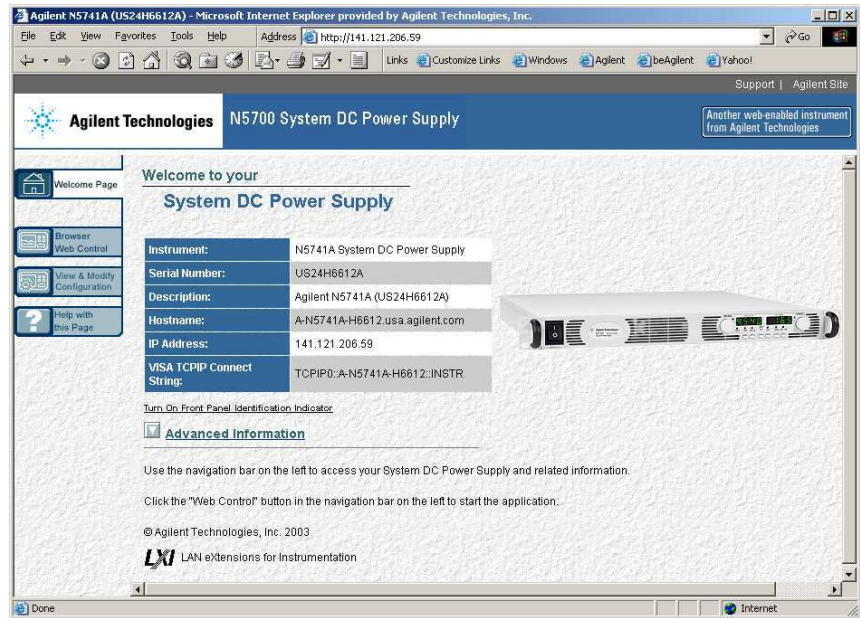 Agilent N5741A (US24H6612A) - Microsoft Internet Explorer provided by Agilent Technologies, Inc.
File Edit View Favorites Tools Help Address http://141.121.206.59 Go
Links Customize Links Windows Agilent beAgilent Yahoo!
Support | Agilent Site
Agilent Technologies N5700 System DC Power Supply
Another web-enabled instrument
from Agilent Technologies
Welcome Page
Browser
Web Control
View & Modify
Configuration
Help with
this Page
Welcome to your
System DC Power Supply
Instrument: N5741A System DC Power Supply
Serial Number: US24H6612A
Description: Agilent N5741A (US24H6612A)
Hostname: A-N5741A-H6612.usa.agilent.com
IP Address: 141.121.206.59
VISA TCPIP Connect
String: TCPIP0::A-N5741A-H6612::INSTR
Turn On Front Panel Identification Indicator
Advanced Information
Use the navigation bar on the left to access your System DC Power Supply and related information.
Click the "Web Control" button in the navigation bar on the left to start the application.
© Agilent Technologies, Inc. 2003
LXI LAN eXtensions for Instrumentation
Done Internet